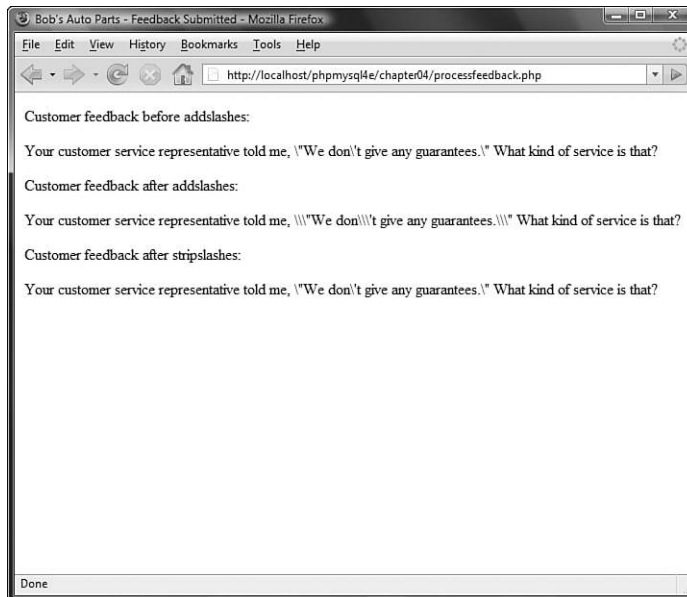 Bob's Auto Parts - Feedback Submitted - Mozilla Firefox
File Edit View History Bookmarks Tools Help
http://localhost/phpmysql4e/chapter04/processfeedback.php
Customer feedback before addslashes:
Your customer service representative told me, \"We don\'t give any guarantees.\" What kind of service is that?
Customer feedback after addslashes:
Your customer service representative told me, \\\"We don\\\'t give any guarantees.\\\" What kind of service is that?
Customer feedback after stripslashes:
Your customer service representative told me, \"We don\'t give any guarantees.\" What kind of service is that?
Done